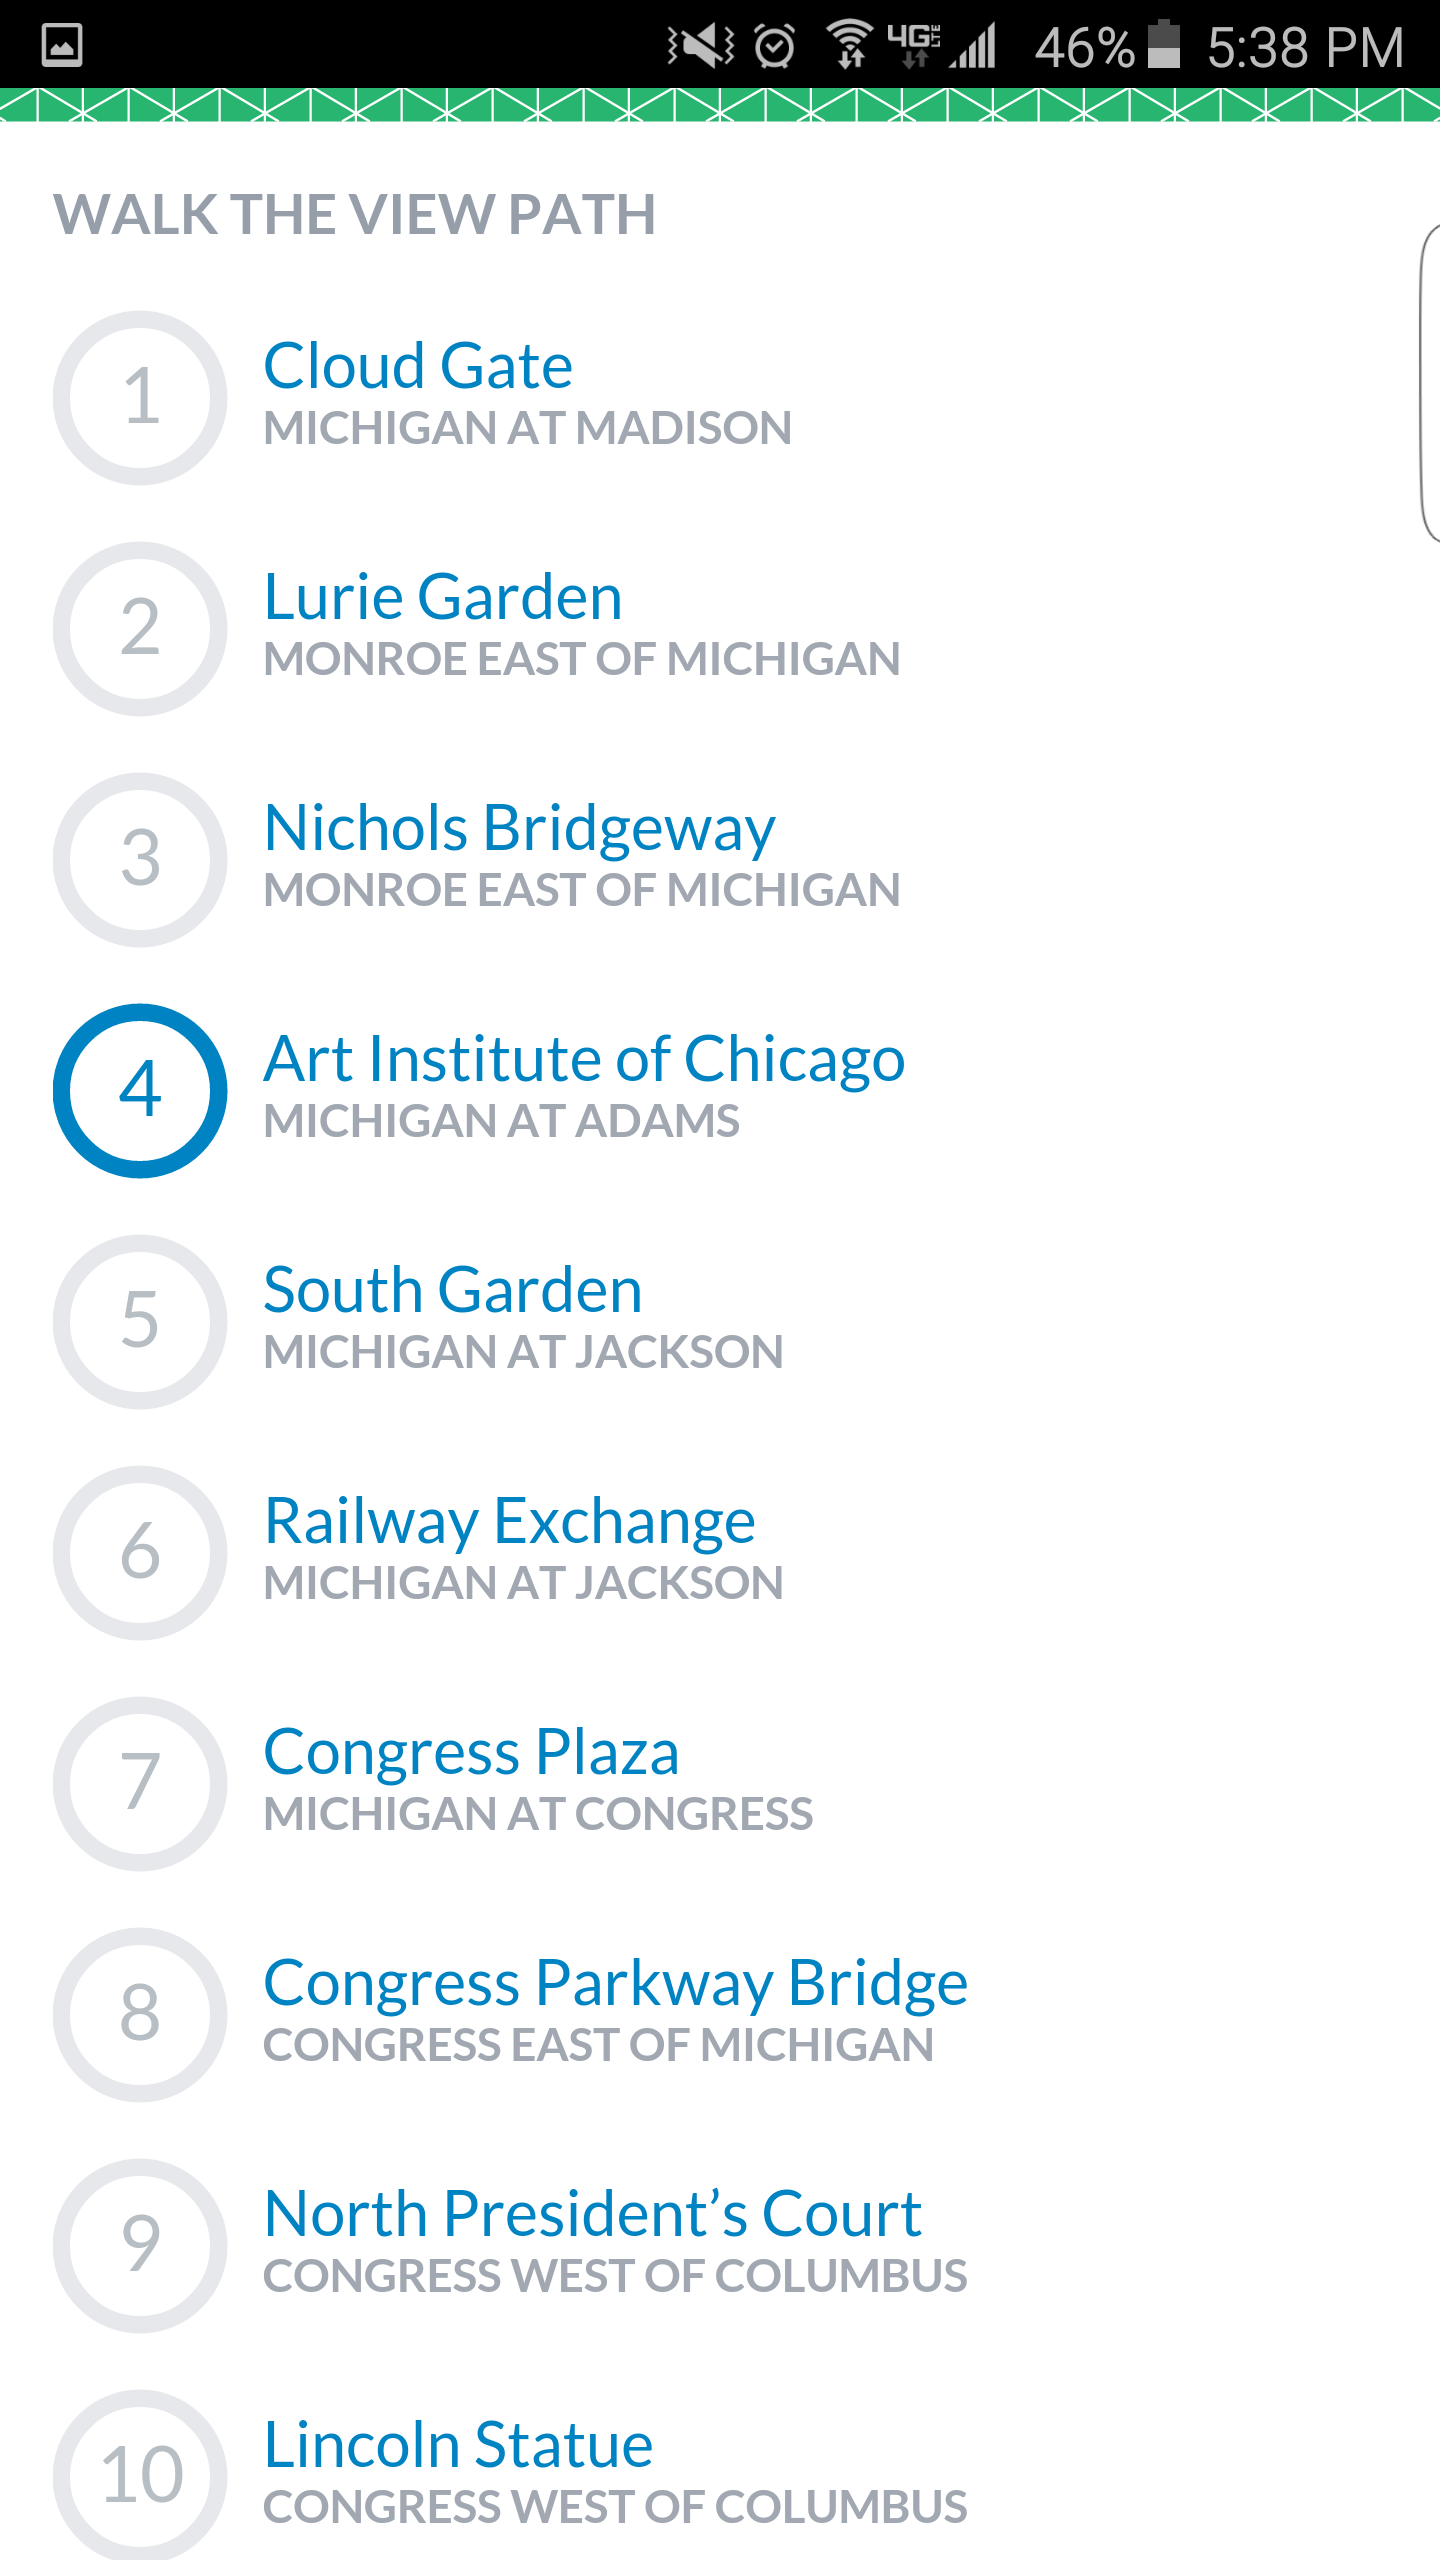 4G LTE 46% 5:38 PM
WALK THE VIEW PATH
1
Cloud Gate
MICHIGAN AT MADISON
2
Lurie Garden
MONROE EAST OF MICHIGAN
3
Nichols Bridgeway
MONROE EAST OF MICHIGAN
4
Art Institute of Chicago
MICHIGAN AT ADAMS
5
South Garden
MICHIGAN AT JACKSON
6
Railway Exchange
MICHIGAN AT JACKSON
7
Congress Plaza
MICHIGAN AT CONGRESS
8
Congress Parkway Bridge
CONGRESS EAST OF MICHIGAN
9
North President’s Court
CONGRESS WEST OF COLUMBUS
10
Lincoln Statue
CONGRESS WEST OF COLUMBUS